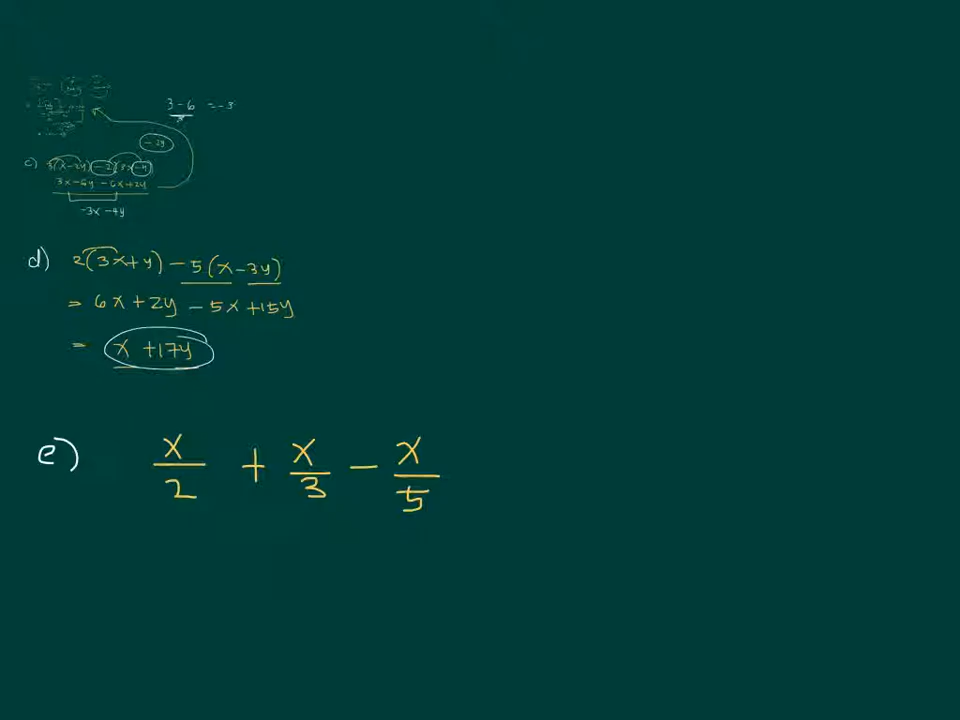 3 - 6 = - 3
- 2y
c) 3(x - 2y) - 2(3x - y)
3x - 6y - 6x + 2y
-3x - 4y
d) 2(3x + y) - 5(x - 3y)
= 6x + 2y - 5x + 15y
= x + 17y
e) x/2 + x/3 - x/5